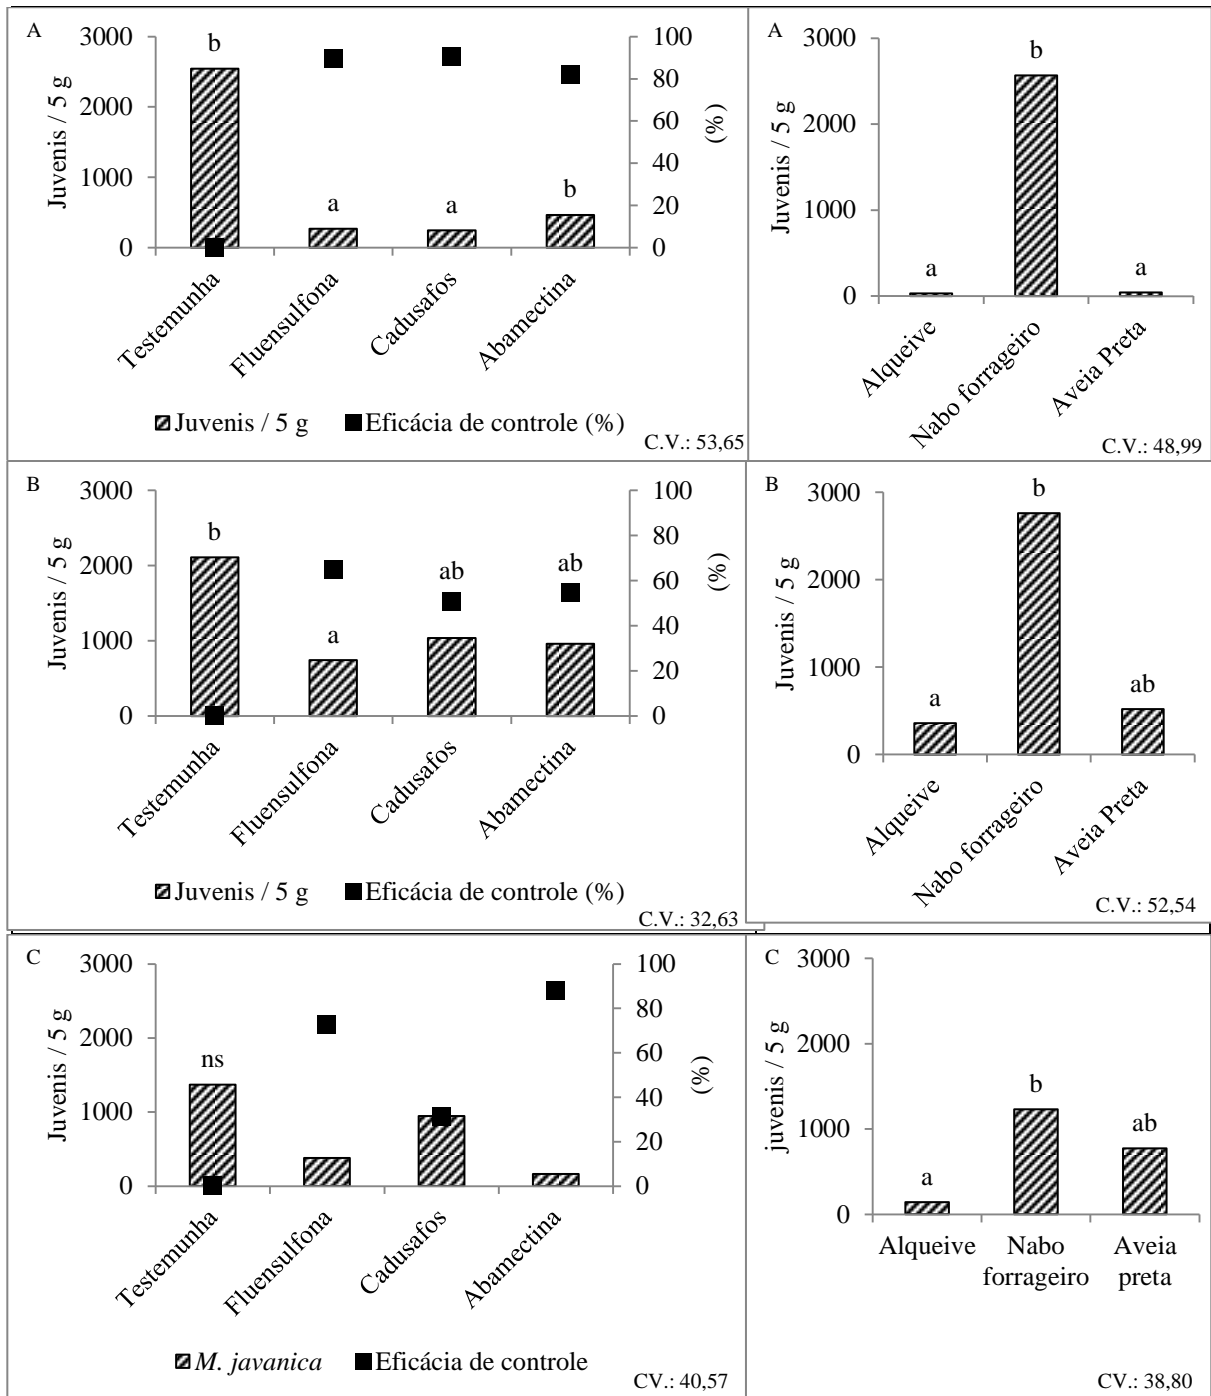 A
3000
2000
1000
0
Juvenis / 5 g
b
a
a
b
100
80
60
40
20
0
(%)
Testemunha
Fluensulfona
Cadusafos
Abamectina
Juvenis / 5 g
Eficácia de controle (%)
C.V.: 53,65
A
3000
2000
1000
0
Juvenis / 5 g
a
b
a
Alqueive
Nabo forrageiro
Aveia Preta
C.V.: 48,99
B
3000
2000
1000
0
Juvenis / 5 g
b
a
ab
ab
100
80
60
40
20
0
(%)
Testemunha
Fluensulfona
Cadusafos
Abamectina
Juvenis / 5 g
Eficácia de controle (%)
C.V.: 32,63
B
3000
2000
1000
0
Juvenis / 5 g
a
b
ab
Alqueive
Nabo forrageiro
Aveia Preta
C.V.: 52,54
C
3000
2000
1000
0
Juvenis / 5 g
ns
100
80
60
40
20
0
(%)
Testemunha
Fluensulfona
Cadusafos
Abamectina
M. javanica
Eficácia de controle
CV.: 40,57
C
3000
2000
1000
0
juvenis / 5 g
a
b
ab
Alqueive
Nabo
forrageiro
Aveia
preta
CV.: 38,80